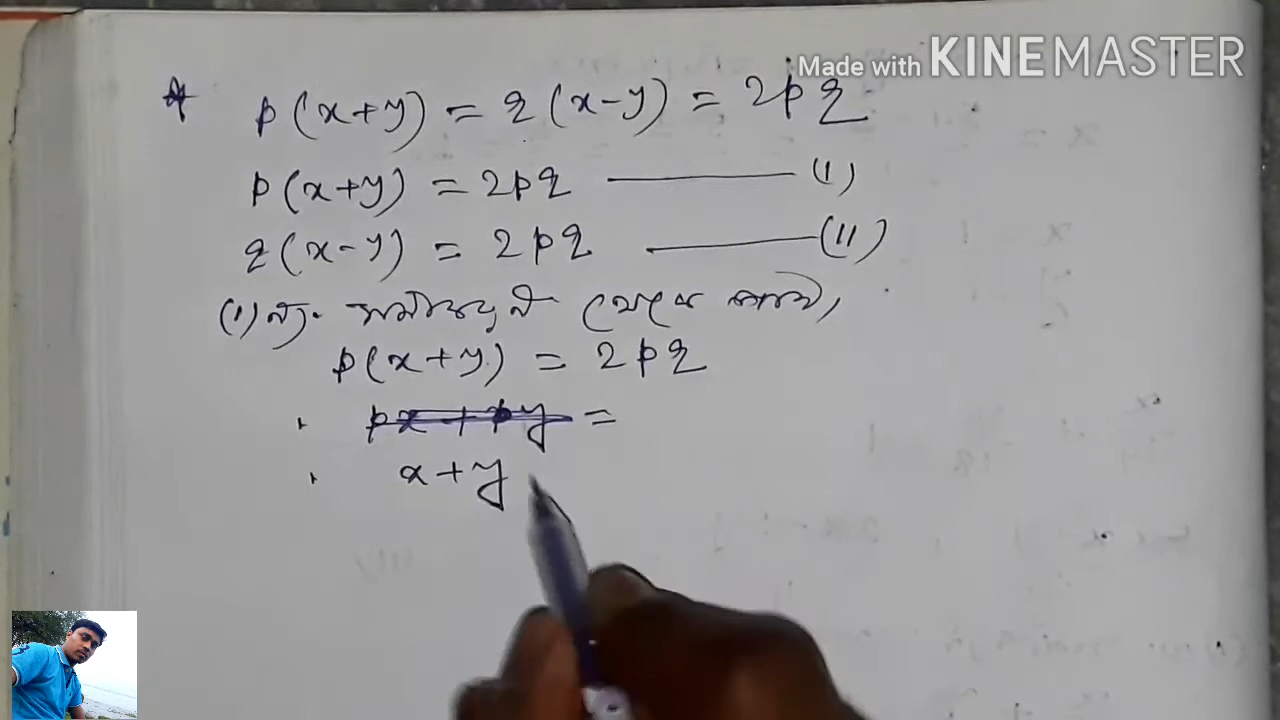 Made with KINEMASTER
* p(x+y) = q(x-y) = 2pq
p(x+y) = 2pq ——— (I)
q(x-y) = 2pq ——— (II)
(I) নং সমীকরণ থেকে পাই,
p(x+y) = 2pq
px + py =
x+y